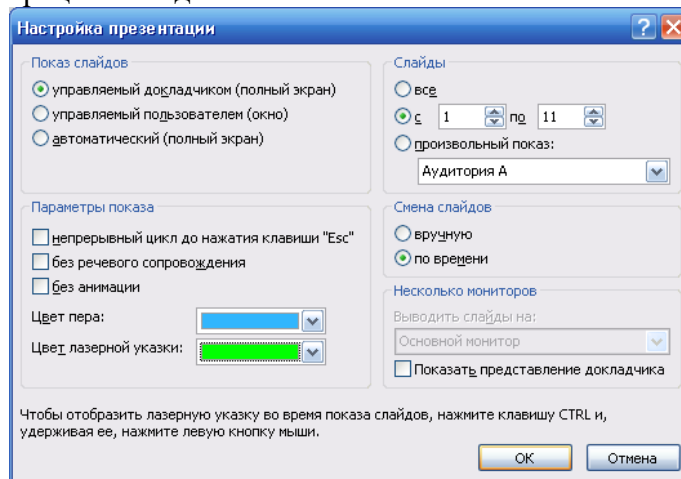 Настройка презентации
Показ слайдов
управляемый докладчиком (полный экран)
управляемый пользователем (окно)
автоматический (полный экран)
Слайды
все
с 1 по 11
произвольный показ:
Аудитория А
Параметры показа
непрерывный цикл до нажатия клавиши "Esc"
без речевого сопровождения
без анимации
Цвет пера:
Цвет лазерной указки:
Смена слайдов
вручную
по времени
Несколько мониторов
Выводить слайды на:
Основной монитор
Показать представление докладчика
Чтобы отобразить лазерную указку во время показа слайдов, нажмите клавишу CTRL и,
удерживая ее, нажмите левую кнопку мыши.
ОК
Отмена